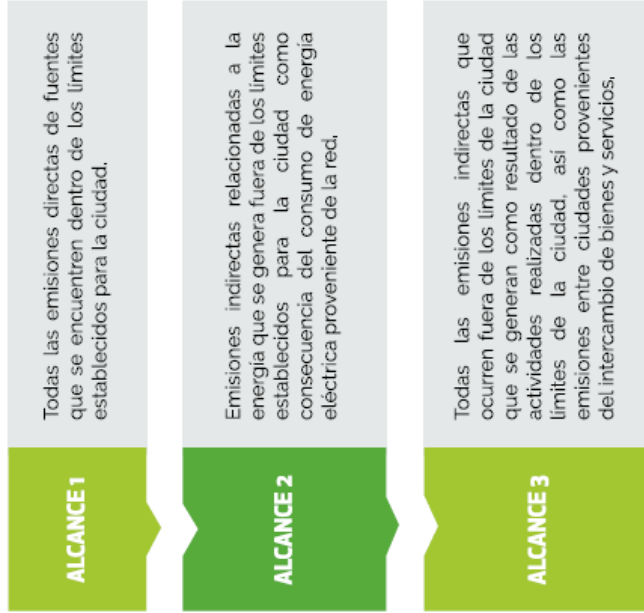 ALCANCE 1
Todas las emisiones directas de fuentes
que se encuentren dentro de los límites
establecidos para la ciudad.
ALCANCE 2
Emisiones indirectas relacionadas a la
energía que se genera fuera de los límites
establecidos para la ciudad como
consecuencia del consumo de energía
eléctrica proveniente de la red,
ALCANCE 3
Todas las emisiones indirectas que
ocurren fuera de los límites de la ciudad
que se generan como resultado de las
actividades realizadas dentro de los
límites de la ciudad, así como las
emisiones entre ciudades provenientes
del intercambio de bienes y servicios,